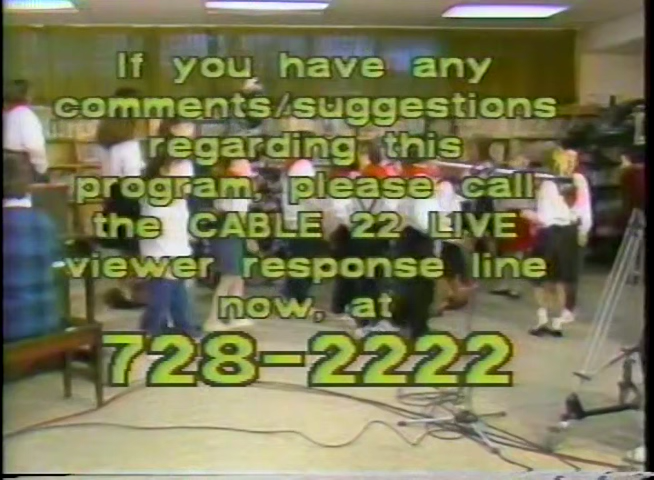 If you have any
comments/suggestions
regarding this
program, please call
the CABLE 22 LIVE
viewer response line
now, at
728-2222